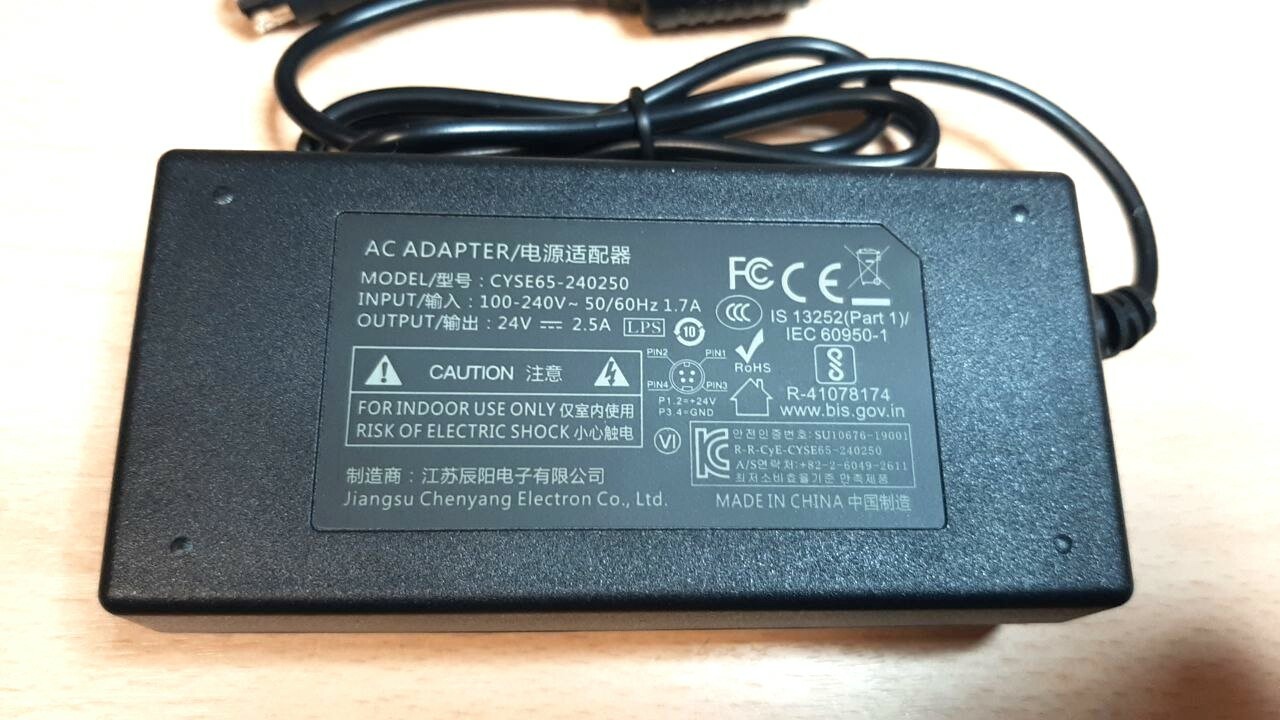 AC ADAPTER/电源适配器
MODEL/型号：CYSE65-240250
INPUT/输入：100-240V~ 50/60Hz 1.7A
OUTPUT/输出：24V ⎓ 2.5A LPS
10
FC CE
CCC
IS 13252(Part 1)/
IEC 60950-1
RoHS
R-41078174
www.bis.gov.in
PIN2 PIN1
PIN4 PIN3
P1.2=+24V
P3.4=GND
CAUTION 注意
FOR INDOOR USE ONLY 仅室内使用
RISK OF ELECTRIC SHOCK 小心触电
VI
안전인증번호: SU10676-19001
R-R-CyE-CYSE65-240250
A/S연락처:+82-2-6049-2611
최저소비효율기준 만족제품
制造商：江苏辰阳电子有限公司
Jiangsu Chenyang Electron Co., Ltd.
MADE IN CHINA 中国制造